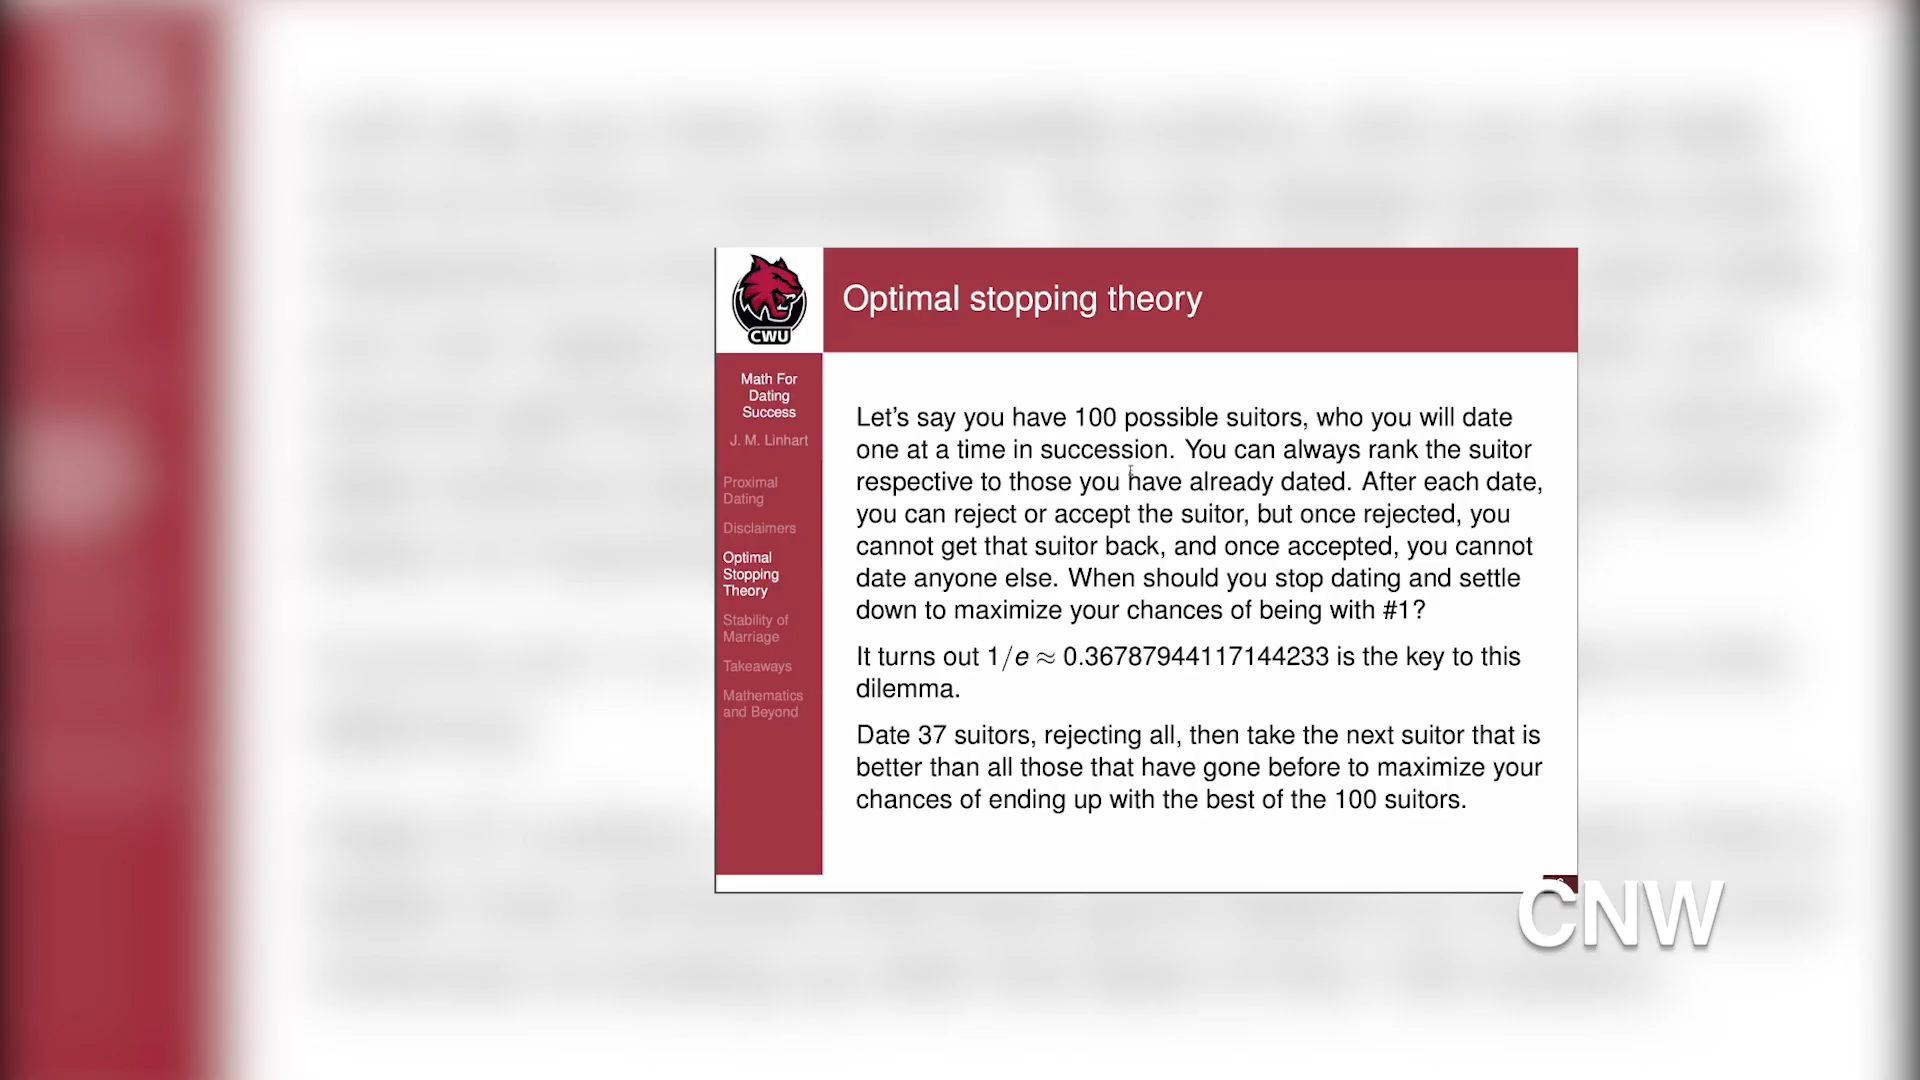 CWU
Optimal stopping theory
Math For
Dating
Success
J. M. Linhart
Proximal
Dating
Disclaimers
Optimal
Stopping
Theory
Stability of
Marriage
Takeaways
Mathematics
and Beyond
Let's say you have 100 possible suitors, who you will date
one at a time in succession. You can always rank the suitor
respective to those you have already dated. After each date,
you can reject or accept the suitor, but once rejected, you
cannot get that suitor back, and once accepted, you cannot
date anyone else. When should you stop dating and settle
down to maximize your chances of being with #1?
It turns out 1/e ≈ 0.36787944117144233 is the key to this
dilemma.
Date 37 suitors, rejecting all, then take the next suitor that is
better than all those that have gone before to maximize your
chances of ending up with the best of the 100 suitors.
CNW